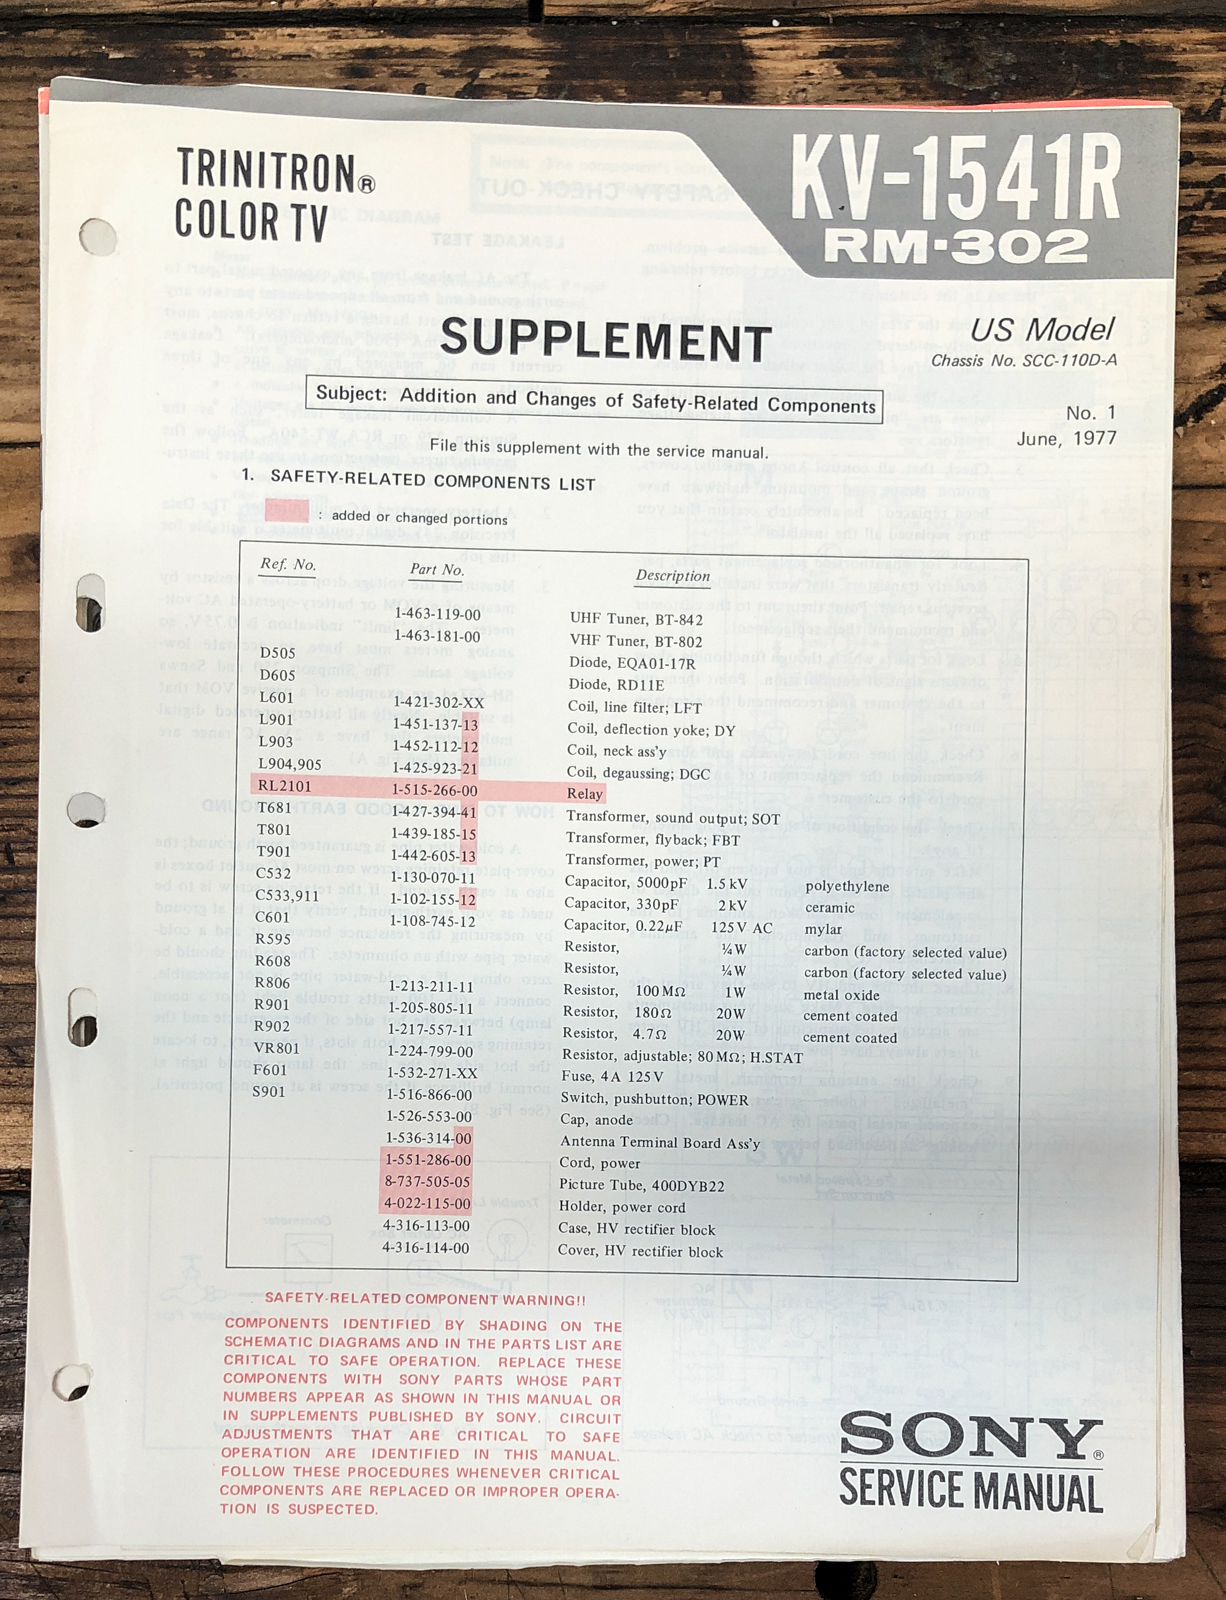 TRINITRON®
COLOR TV
KV-1541R
RM-302
SUPPLEMENT
US Model
Chassis No. SCC-110D-A
Subject: Addition and Changes of Safety-Related Components
No. 1
June, 1977
File this supplement with the service manual.
1. SAFETY-RELATED COMPONENTS LIST
: added or changed portions
Ref. No. Part No. Description
1-463-119-00 UHF Tuner, BT-842
1-463-181-00 VHF Tuner, BT-802
D505 Diode, EQA01-17R
D605 Diode, RD11E
L601 1-421-302-XX Coil, line filter; LFT
L901 1-451-137-13 Coil, deflection yoke; DY
L903 1-452-112-12 Coil, neck ass'y
L904,905 1-425-923-21 Coil, degaussing; DGC
RL2101 1-515-266-00 Relay
T681 1-427-394-41 Transformer, sound output; SOT
T801 1-439-185-15 Transformer, flyback; FBT
T901 1-442-605-13 Transformer, power; PT
C532 1-130-070-11 Capacitor, 5000pF 1.5kV polyethylene
C533,911 1-102-155-12 Capacitor, 330pF 2kV ceramic
C601 1-108-745-12 Capacitor, 0.22μF 125V AC mylar
R595 Resistor, ¼W carbon (factory selected value)
R608 Resistor, ¼W carbon (factory selected value)
R806 1-213-211-11 Resistor, 100MΩ 1W metal oxide
R901 1-205-805-11 Resistor, 180Ω 20W cement coated
R902 1-217-557-11 Resistor, 4.7Ω 20W cement coated
VR801 1-224-799-00 Resistor, adjustable; 80MΩ; H.STAT
F601 1-532-271-XX Fuse, 4A 125V
S901 1-516-866-00 Switch, pushbutton; POWER
1-526-553-00 Cap, anode
1-536-314-00 Antenna Terminal Board Ass'y
1-551-286-00 Cord, power
8-737-505-05 Picture Tube, 400DYB22
4-022-115-00 Holder, power cord
4-316-113-00 Case, HV rectifier block
4-316-114-00 Cover, HV rectifier block
SAFETY-RELATED COMPONENT WARNING!!
COMPONENTS IDENTIFIED BY SHADING ON THE
SCHEMATIC DIAGRAMS AND IN THE PARTS LIST ARE
CRITICAL TO SAFE OPERATION. REPLACE THESE
COMPONENTS WITH SONY PARTS WHOSE PART
NUMBERS APPEAR AS SHOWN IN THIS MANUAL OR
IN SUPPLEMENTS PUBLISHED BY SONY. CIRCUIT
ADJUSTMENTS THAT ARE CRITICAL TO SAFE
OPERATION ARE IDENTIFIED IN THIS MANUAL.
FOLLOW THESE PROCEDURES WHENEVER CRITICAL
COMPONENTS ARE REPLACED OR IMPROPER OPERA-
TION IS SUSPECTED.
SONY®
SERVICE MANUAL